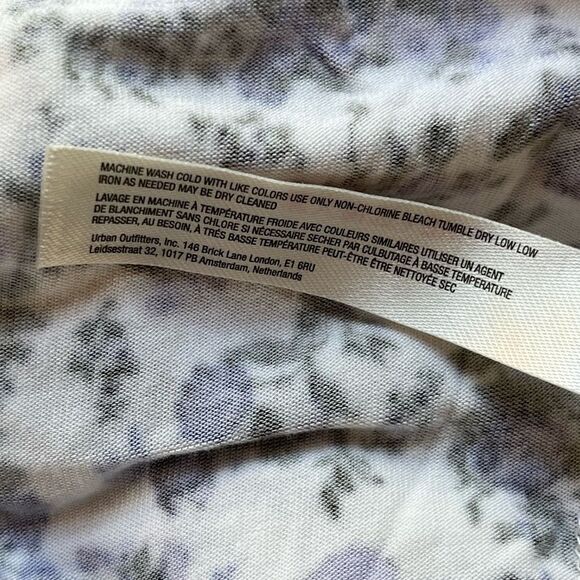 MACHINE WASH COLD WITH LIKE COLORS USE ONLY NON-CHLORINE BLEACH TUMBLE DRY LOW LOW
IRON AS NEEDED MAY BE DRY CLEANED
LAVAGE EN MACHINE À TEMPÉRATURE FROIDE AVEC COULEURS SIMILAIRES UTILISER UN AGENT
DE BLANCHIMENT SANS CHLORE SI NÉCESSAIRE SECHER PAR CULBUTAGE À BASSE TEMPERATURE
REPASSER, AU BESOIN, À TRÈS BASSE TEMPÉRATURE PEUT-ÊTRE ÊTRE NETTOYÉE SEC
Urban Outfitters, Inc. 146 Brick Lane London, E1 6RU
Leidsestraat 32, 1017 PB Amsterdam, Netherlands